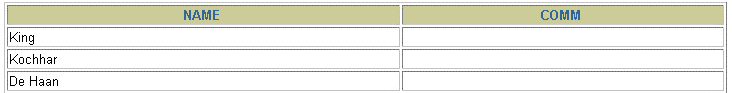 NAME COMM
King
Kochhar
De Haan